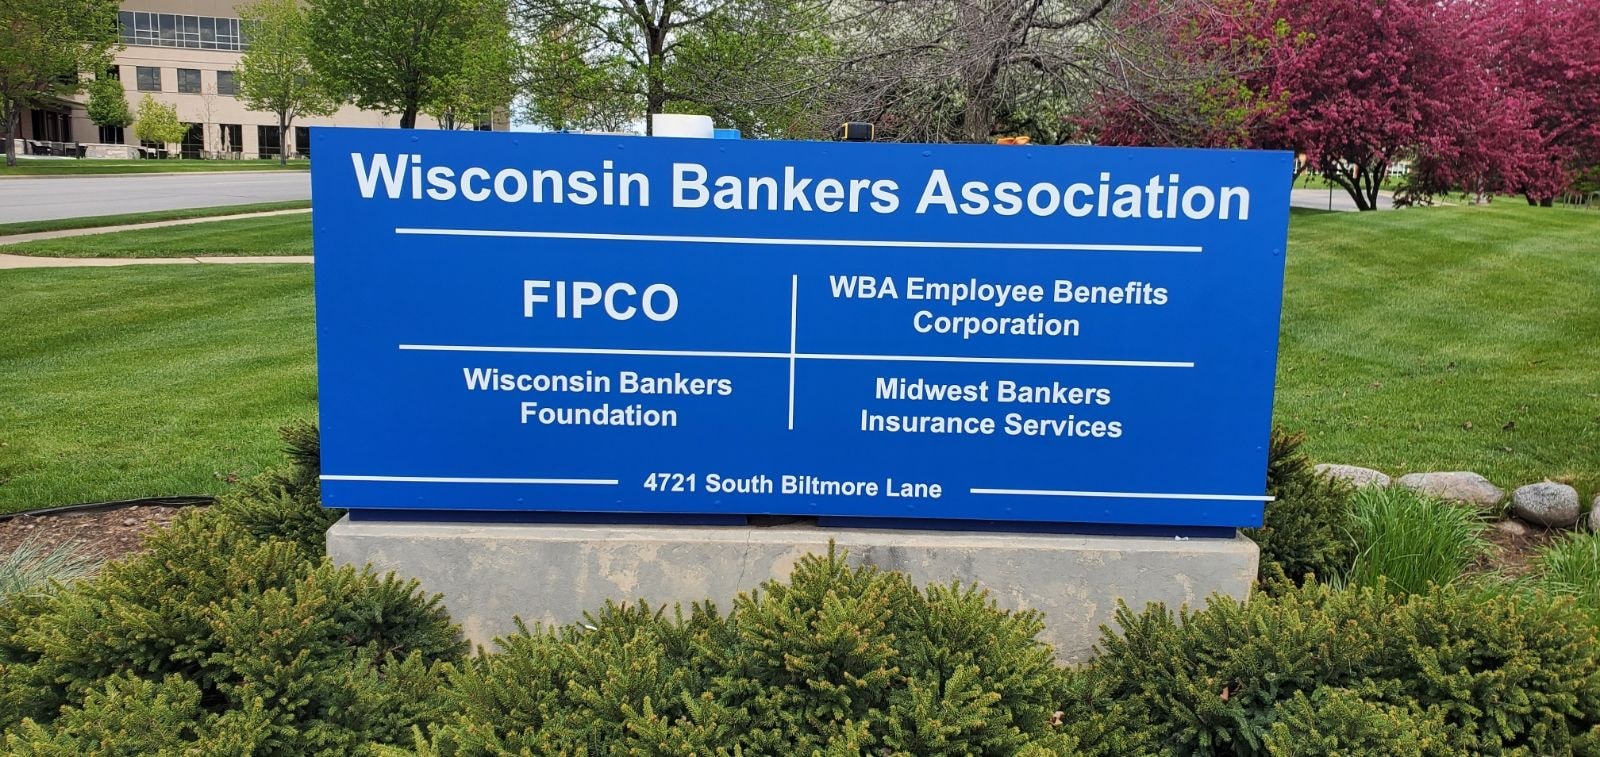 Wisconsin Bankers Association
FIPCO
WBA Employee Benefits
Corporation
Wisconsin Bankers
Foundation
Midwest Bankers
Insurance Services
4721 South Biltmore Lane